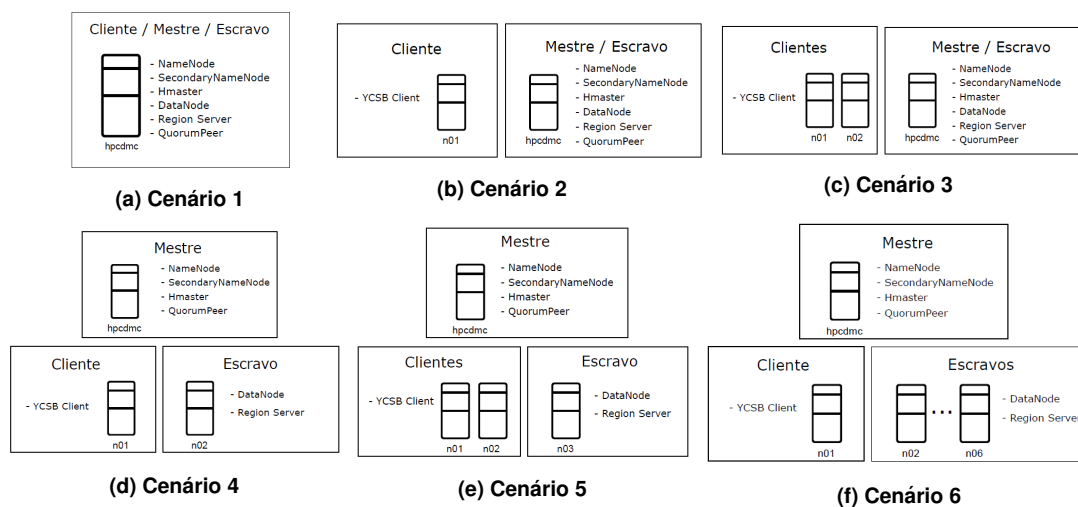 Cliente / Mestre / Escravo
- NameNode
- SecondaryNameNode
- Hmaster
- DataNode
- Region Server
- QuorumPeer
hpcdmc
(a) Cenário 1
Cliente
- YCSB Client
n01
Mestre / Escravo
- NameNode
- SecondaryNameNode
- Hmaster
- DataNode
- Region Server
- QuorumPeer
hpcdmc
(b) Cenário 2
Clientes
- YCSB Client
n01 n02
Mestre / Escravo
- NameNode
- SecondaryNameNode
- Hmaster
- DataNode
- Region Server
- QuorumPeer
hpcdmc
(c) Cenário 3
Mestre
- NameNode
- SecondaryNameNode
- Hmaster
- QuorumPeer
hpcdmc
Cliente
- YCSB Client
n01
Escravo
- DataNode
- Region Server
n02
(d) Cenário 4
Mestre
- NameNode
- SecondaryNameNode
- Hmaster
- QuorumPeer
hpcdmc
Clientes
- YCSB Client
n01 n02
Escravo
- DataNode
- Region Server
n03
(e) Cenário 5
Mestre
- NameNode
- SecondaryNameNode
- Hmaster
- QuorumPeer
hpcdmc
Cliente
- YCSB Client
n01
Escravos
...
- DataNode
- Region Server
n02 n06
(f) Cenário 6